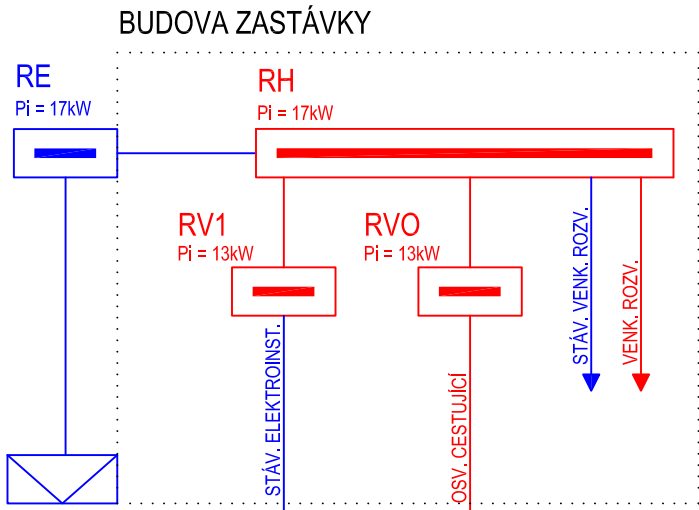 BUDOVA ZASTÁVKY
RE
Pi = 17kW
RH
Pi = 17kW
RV1
Pi = 13kW
RVO
Pi = 13kW
STÁV. ELEKTROINST.
OSV. CESTUJÍCÍ
STÁV. VENK. ROZV.
VENK. ROZV.